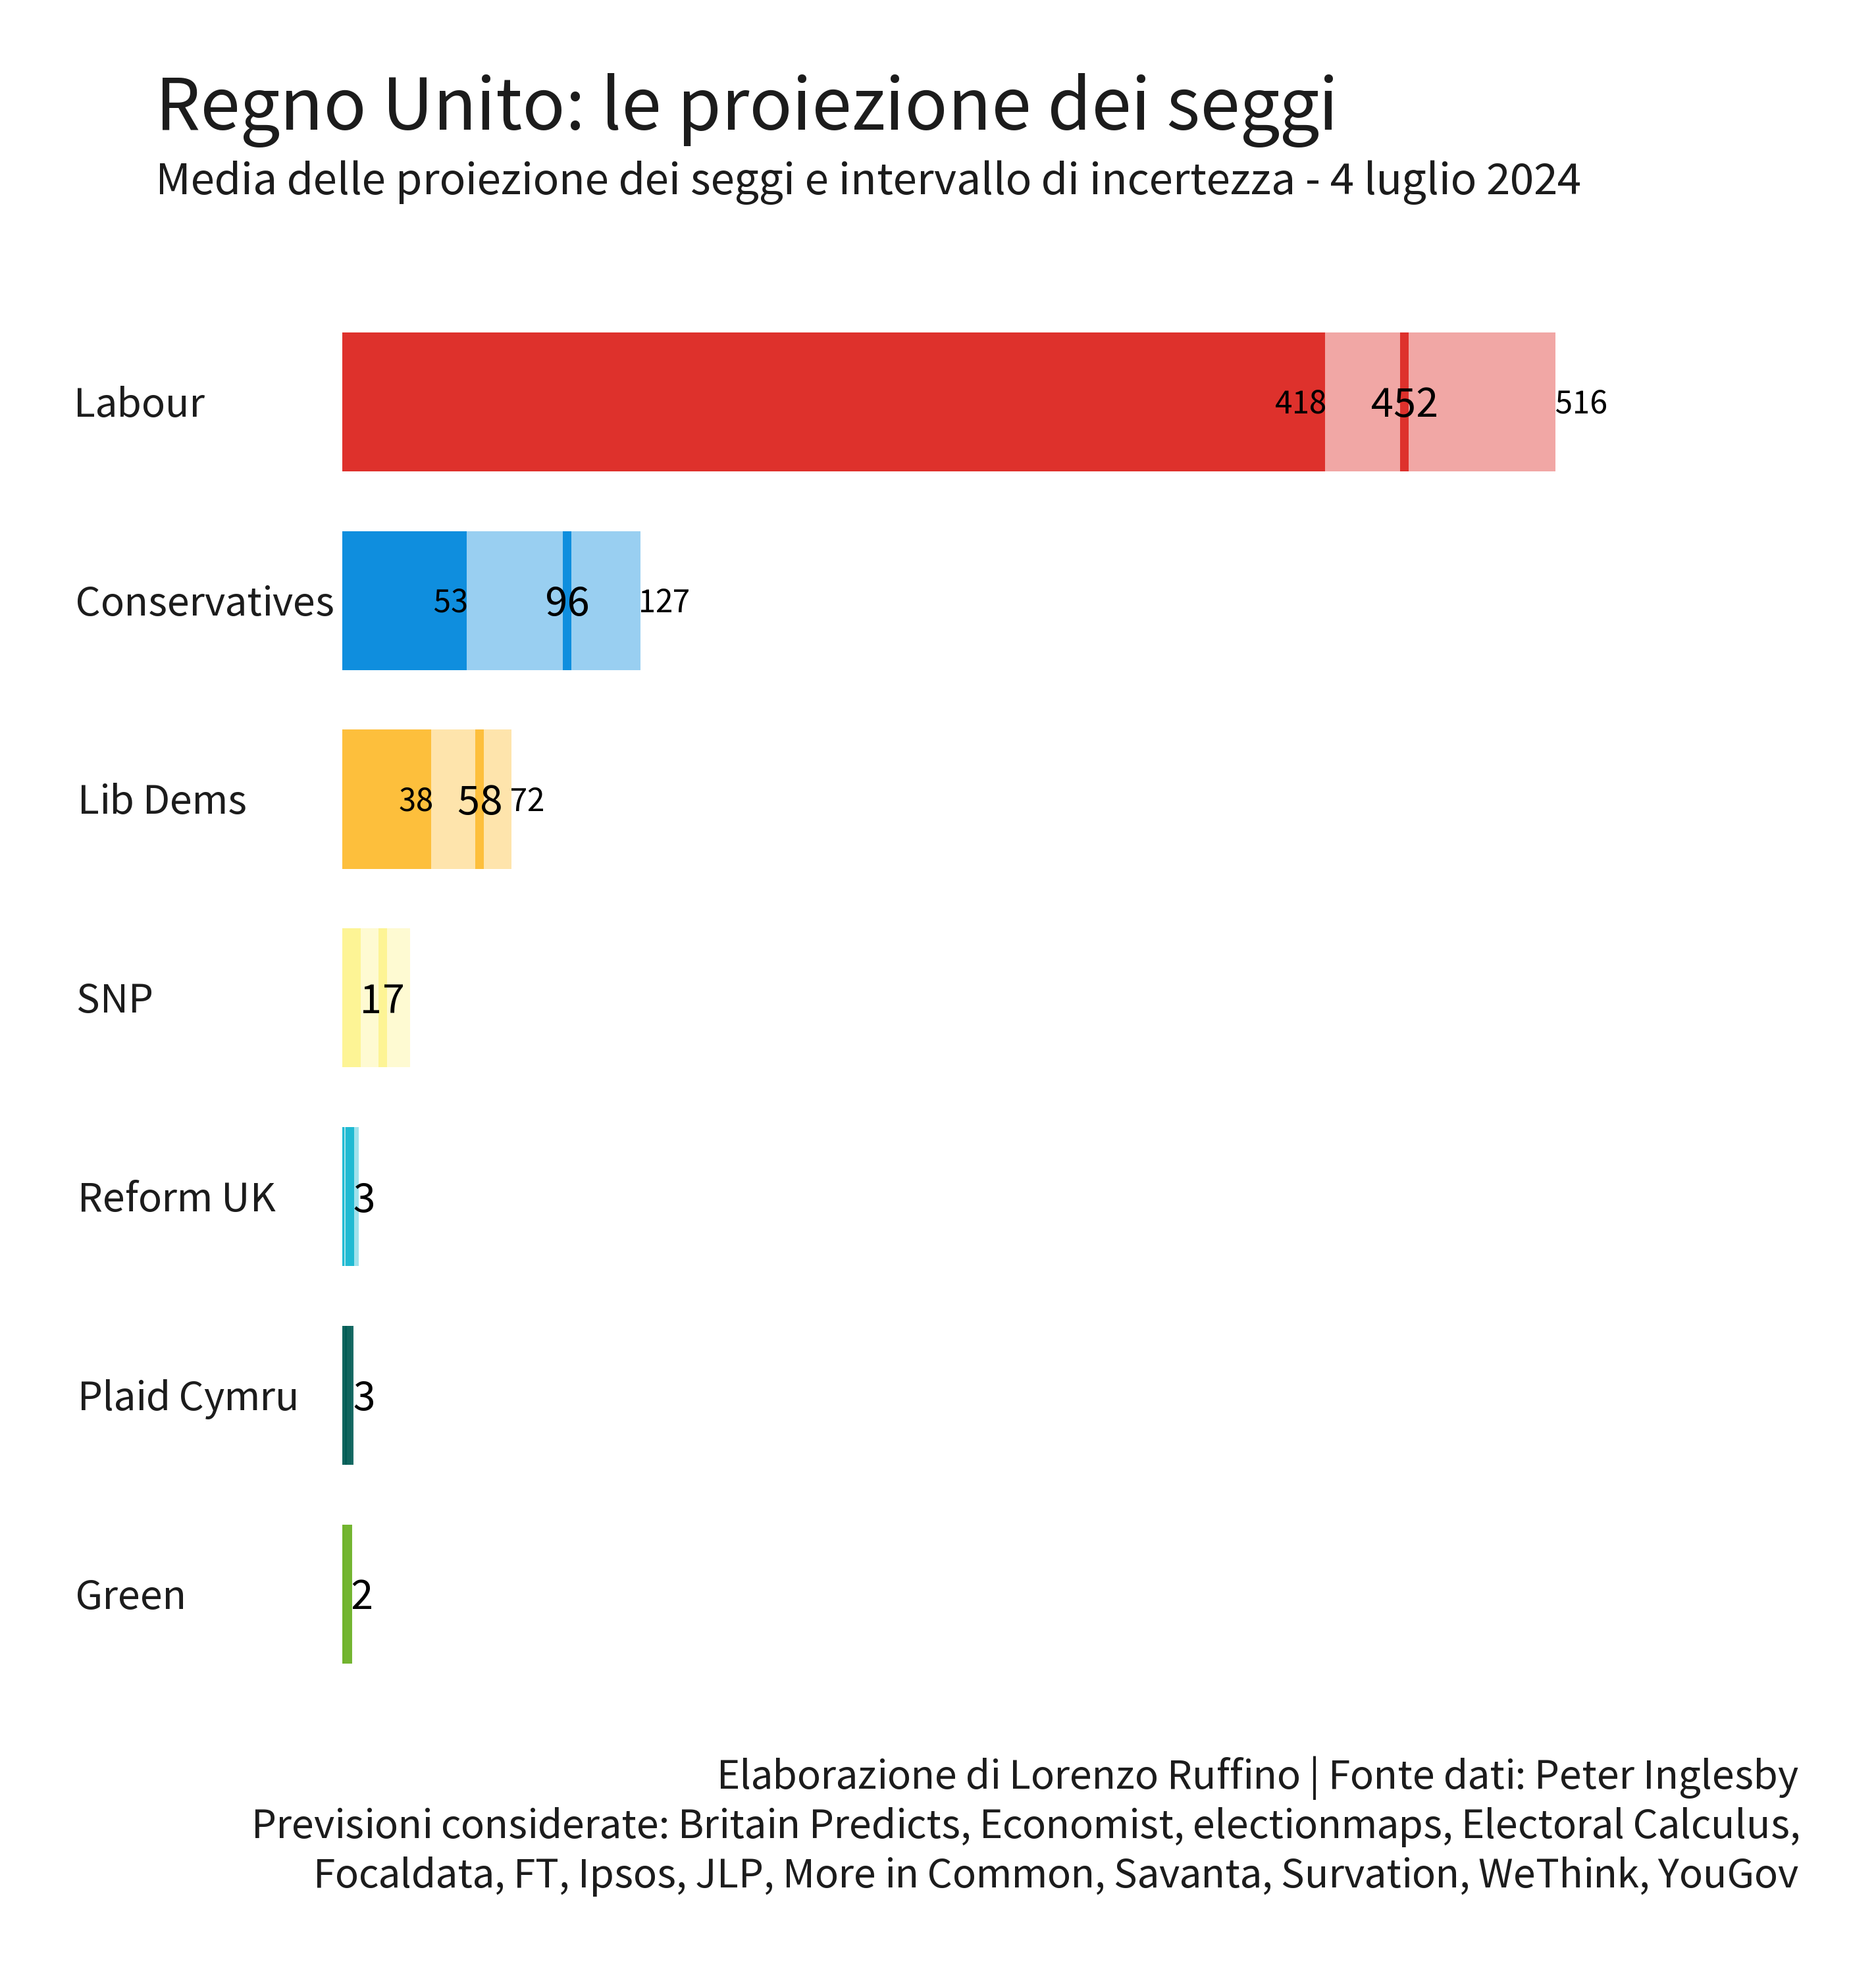 Regno Unito: le proiezione dei seggi
Media delle proiezione dei seggi e intervallo di incertezza - 4 luglio 2024
Labour 418 452 516
Conservatives 53 96 127
Lib Dems 38 58 72
SNP 17
Reform UK 3
Plaid Cymru 3
Green 2
Elaborazione di Lorenzo Ruffino | Fonte dati: Peter Inglesby
Previsioni considerate: Britain Predicts, Economist, electionmaps, Electoral Calculus,
Focaldata, FT, Ipsos, JLP, More in Common, Savanta, Survation, WeThink, YouGov